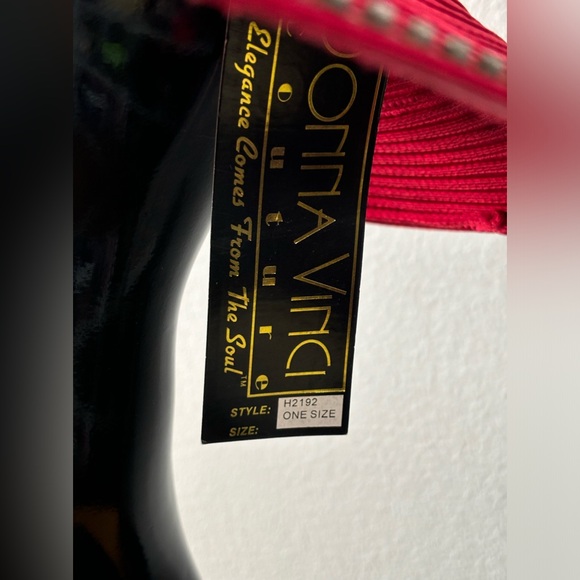 DONNA VINCI
Couture
Elegance Comes From The Soul™
STYLE: H2192
SIZE: ONE SIZE